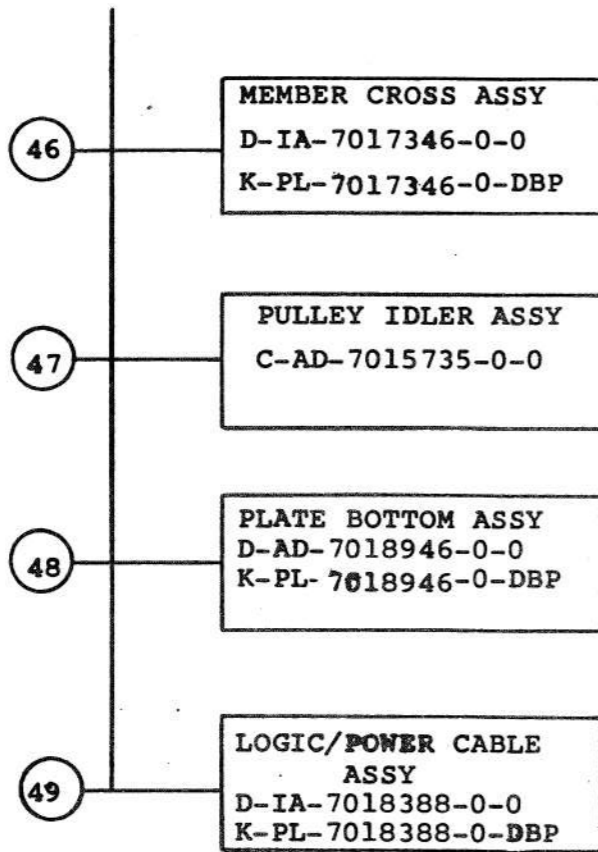 46
MEMBER CROSS ASSY
D-IA-7017346-0-0
K-PL-7017346-0-DBP
47
PULLEY IDLER ASSY
C-AD-7015735-0-0
48
PLATE BOTTOM ASSY
D-AD-7018946-0-0
K-PL-7018946-0-DBP
49
LOGIC/POWER CABLE
ASSY
D-IA-7018388-0-0
K-PL-7018388-0-DBP